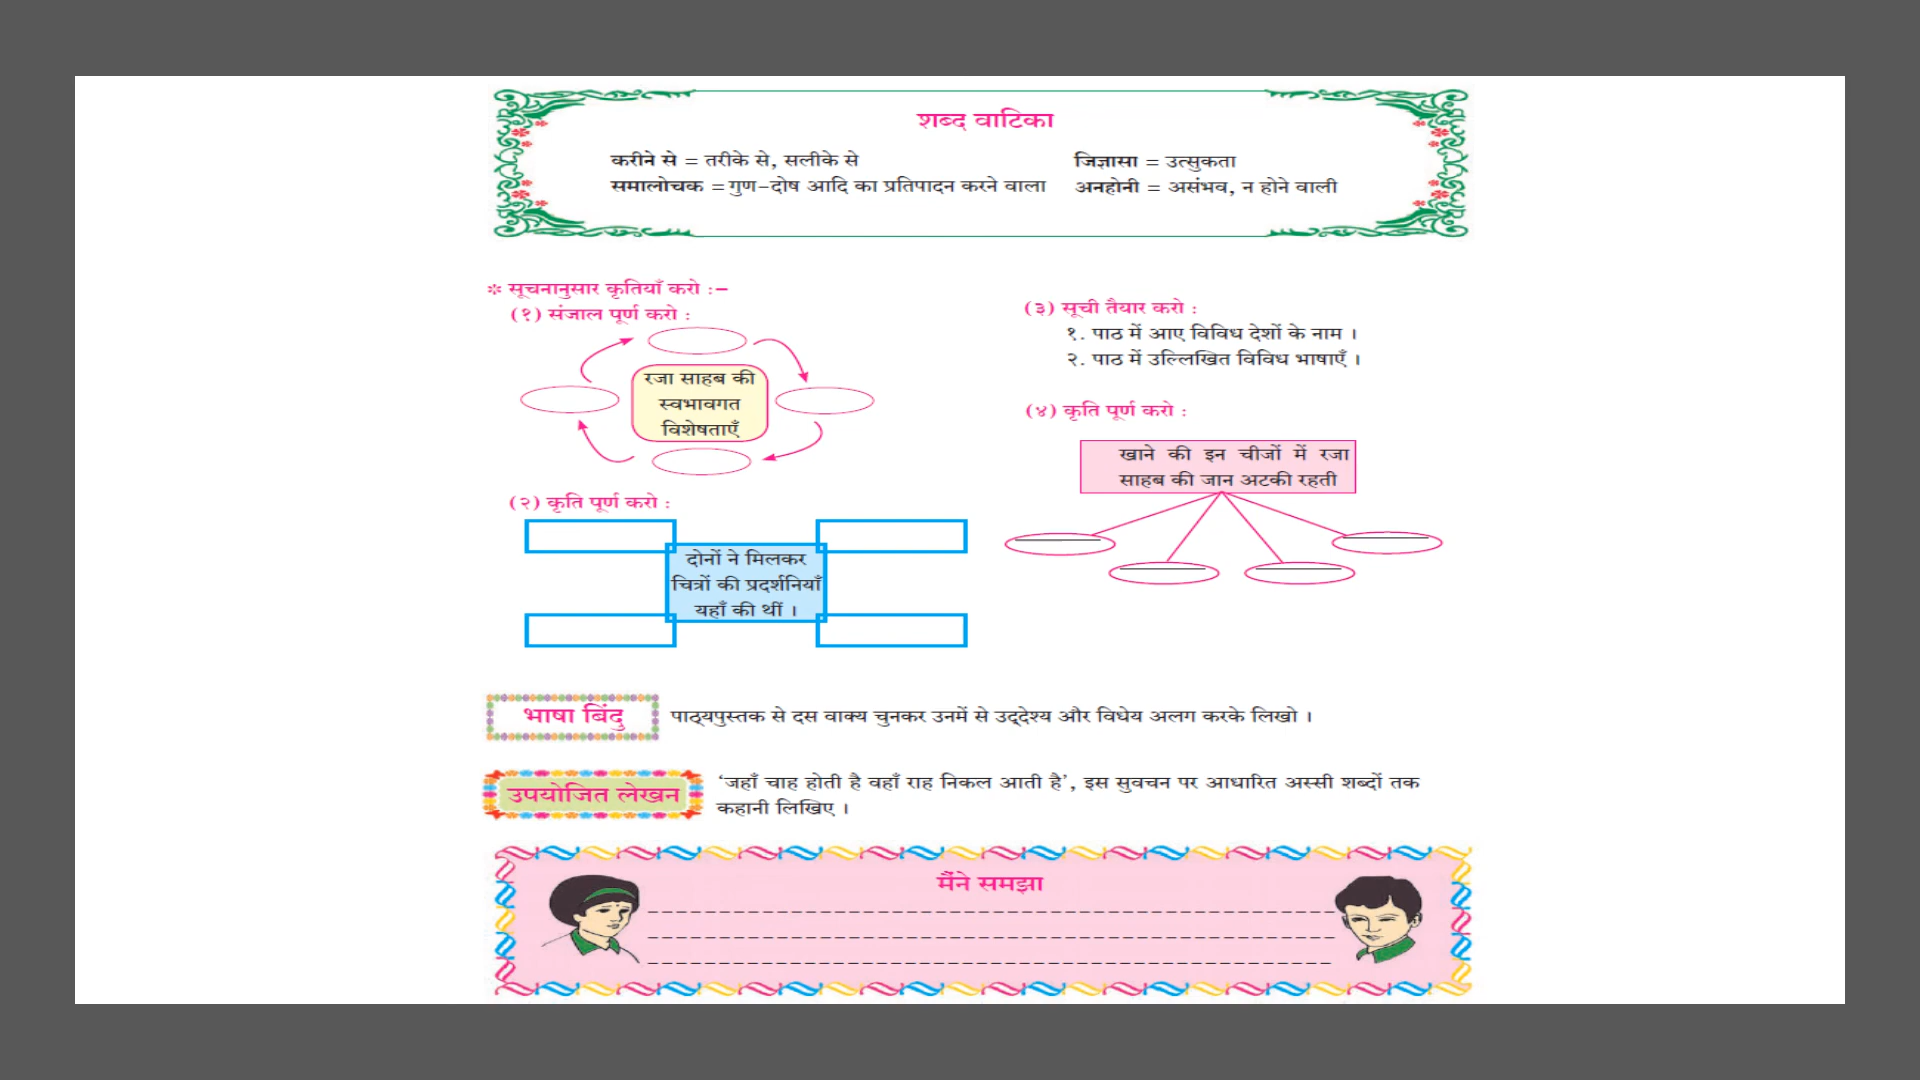 शब्द वाटिका
करीने से = तरीके से, सलीके से
समालोचक = गुण-दोष आदि का प्रतिपादन करने वाला
जिज्ञासा = उत्सुकता
अनहोनी = असंभव, न होने वाली
* सूचनानुसार कृतियाँ करो :-
(१) संजाल पूर्ण करो :
रजा साहब की
स्वभावगत
विशेषताएँ
(२) कृति पूर्ण करो :
दोनों ने मिलकर
चित्रों की प्रदर्शनियाँ
यहाँ की थीं ।
(३) सूची तैयार करो :
१. पाठ में आए विविध देशों के नाम ।
२. पाठ में उल्लिखित विविध भाषाएँ ।
(४) कृति पूर्ण करो :
खाने की इन चीजों में रजा
साहब की जान अटकी रहती
भाषा बिंदु
पाठ्यपुस्तक से दस वाक्य चुनकर उनमें से उद्‌देश्य और विधेय अलग करके लिखो ।
उपयोजित लेखन
‘जहाँ चाह होती है वहाँ राह निकल आती है’, इस सुवचन पर आधारित अस्सी शब्दों तक
कहानी लिखिए ।
मैंने समझा